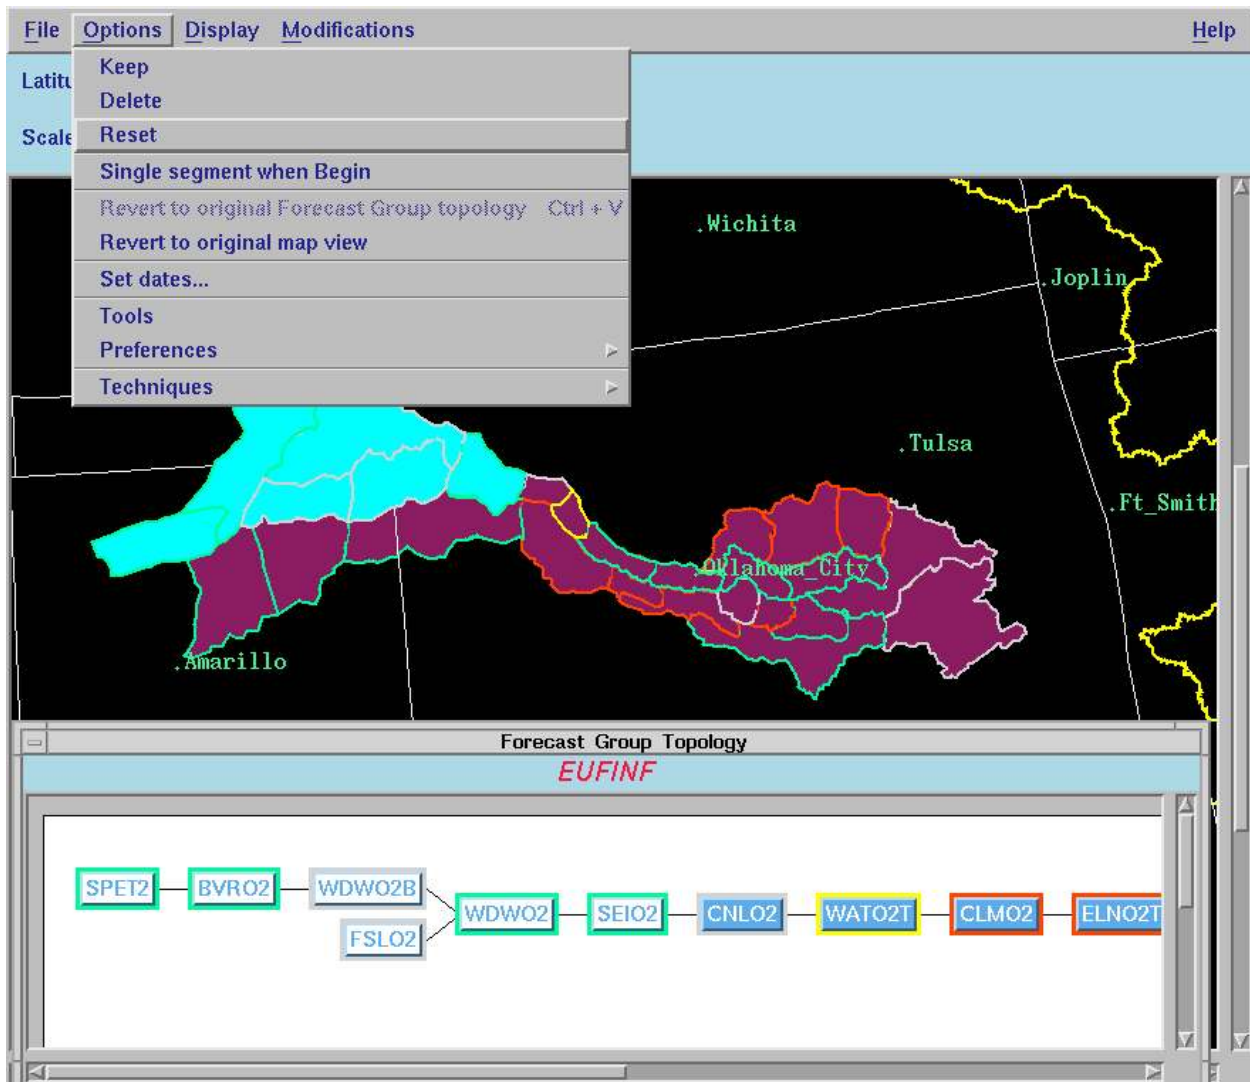 File Options Display Modifications Help
Keep
Delete
Reset
Single segment when Begin
Revert to original Forecast Group topology Ctrl + V
Revert to original map view
Set dates...
Tools
Preferences
Techniques
Latitu
Scale
.Wichita
.Joplin
.Tulsa
.Ft_Smith
.Oklahoma_City
.Amarillo
Forecast Group Topology
EUFINF
SPET2 BVRO2 WDWO2B
WDWO2 SEIO2 CNLO2 WATO2T CLMO2 ELNO2T
FSLO2